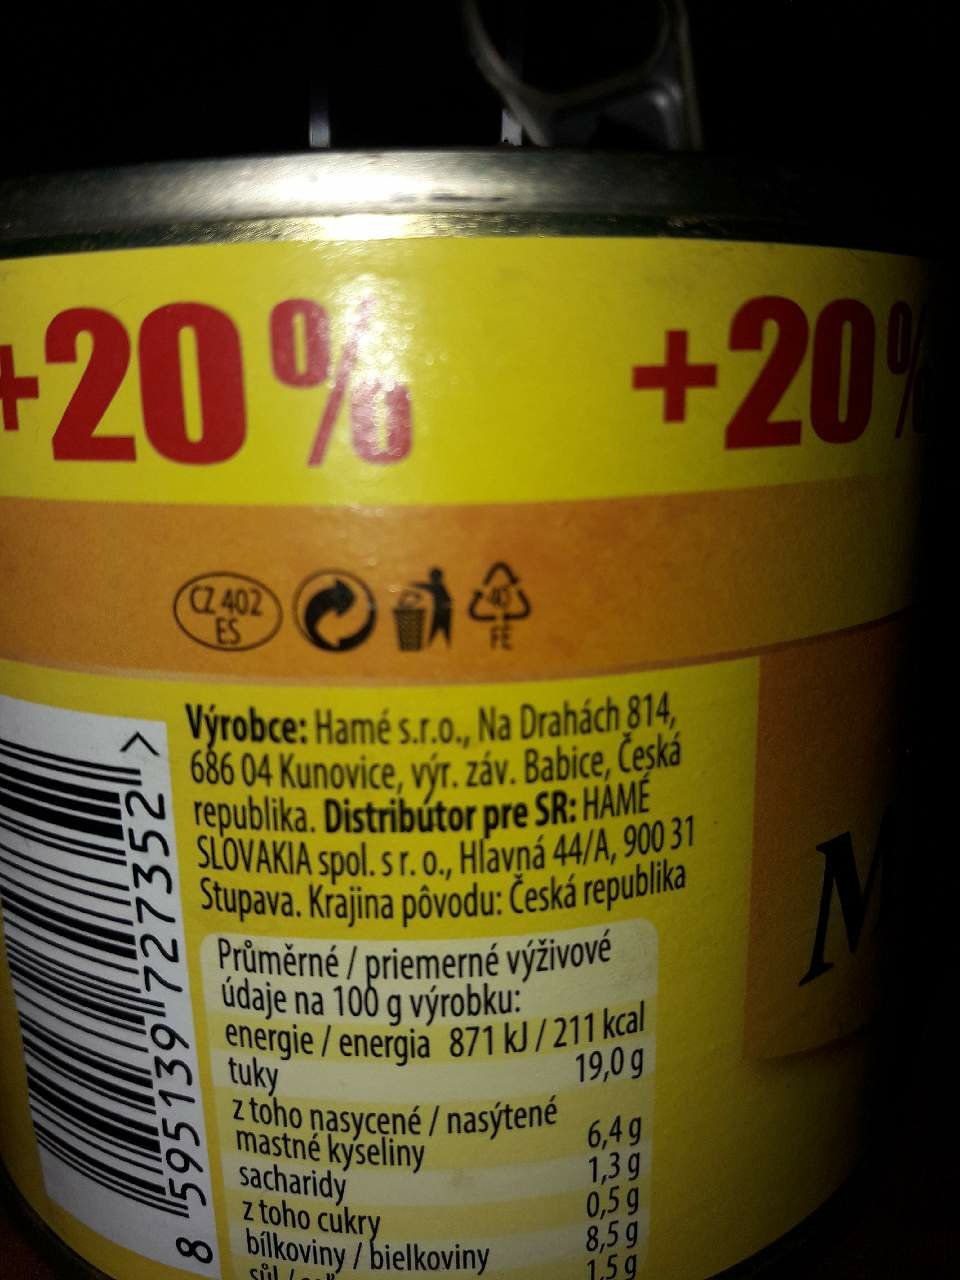 +20%
+20%
CZ 402
ES
40
FE
Výrobce: Hamé s.r.o., Na Drahách 814,
686 04 Kunovice, výr. záv. Babice, Česká
republika. Distribútor pre SR: HAMÉ
SLOVAKIA spol. s r. o., Hlavná 44/A, 900 31
Stupava. Krajina pôvodu: Česká republika
Průměrné / priemerné výživové
údaje na 100 g výrobku:
energie / energia 871 kJ / 211 kcal
tuky 19,0 g
z toho nasycené / nasýtené
mastné kyseliny 6,4 g
sacharidy 1,3 g
z toho cukry 0,5 g
bílkoviny / bielkoviny 8,5 g
sůl / 1,5 g
8 595139 727352 >
M